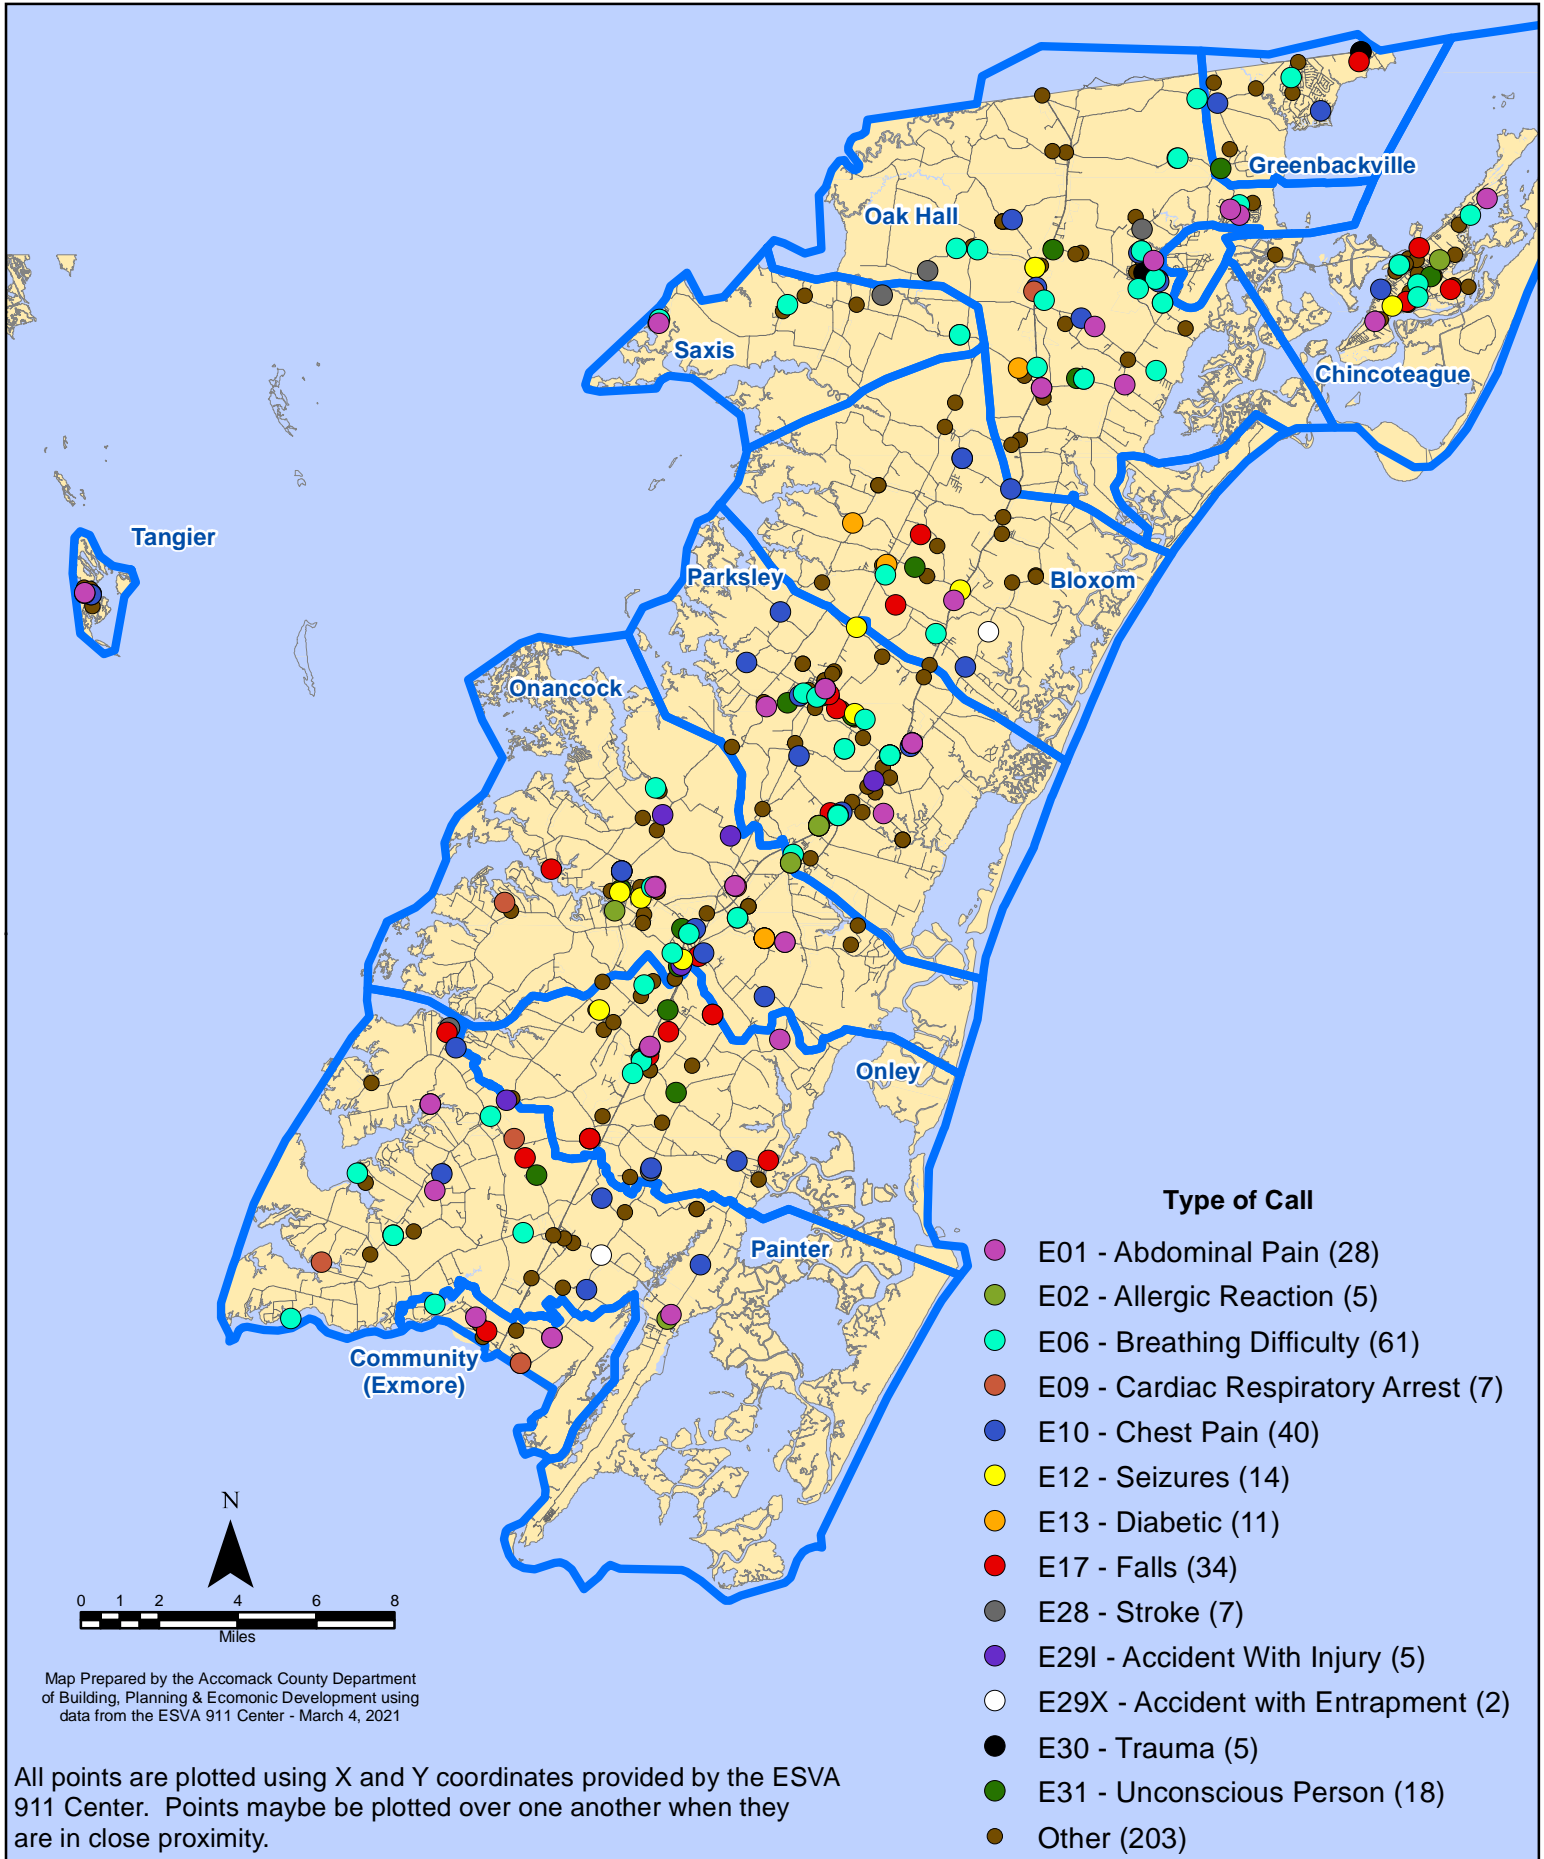 Greenbackville
Oak Hall
Saxis
Chincoteague
Tangier
Parksley
Bloxom
Onancock
Onley
Painter
Community
(Exmore)
Type of Call
E01 - Abdominal Pain (28)
E02 - Allergic Reaction (5)
E06 - Breathing Difficulty (61)
E09 - Cardiac Respiratory Arrest (7)
E10 - Chest Pain (40)
E12 - Seizures (14)
E13 - Diabetic (11)
E17 - Falls (34)
E28 - Stroke (7)
E29I - Accident With Injury (5)
E29X - Accident with Entrapment (2)
E30 - Trauma (5)
E31 - Unconscious Person (18)
Other (203)
N
0 1 2 4 6 8
Miles
Map Prepared by the Accomack County Department
of Building, Planning & Ecomonic Development using
data from the ESVA 911 Center - March 4, 2021
All points are plotted using X and Y coordinates provided by the ESVA
911 Center. Points maybe be plotted over one another when they
are in close proximity.